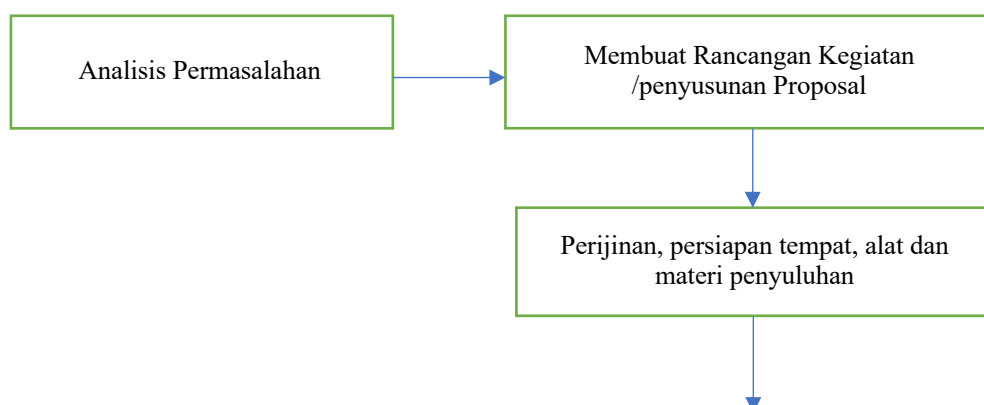 Analisis Permasalahan
Membuat Rancangan Kegiatan
/penyusunan Proposal
Perijinan, persiapan tempat, alat dan
materi penyuluhan